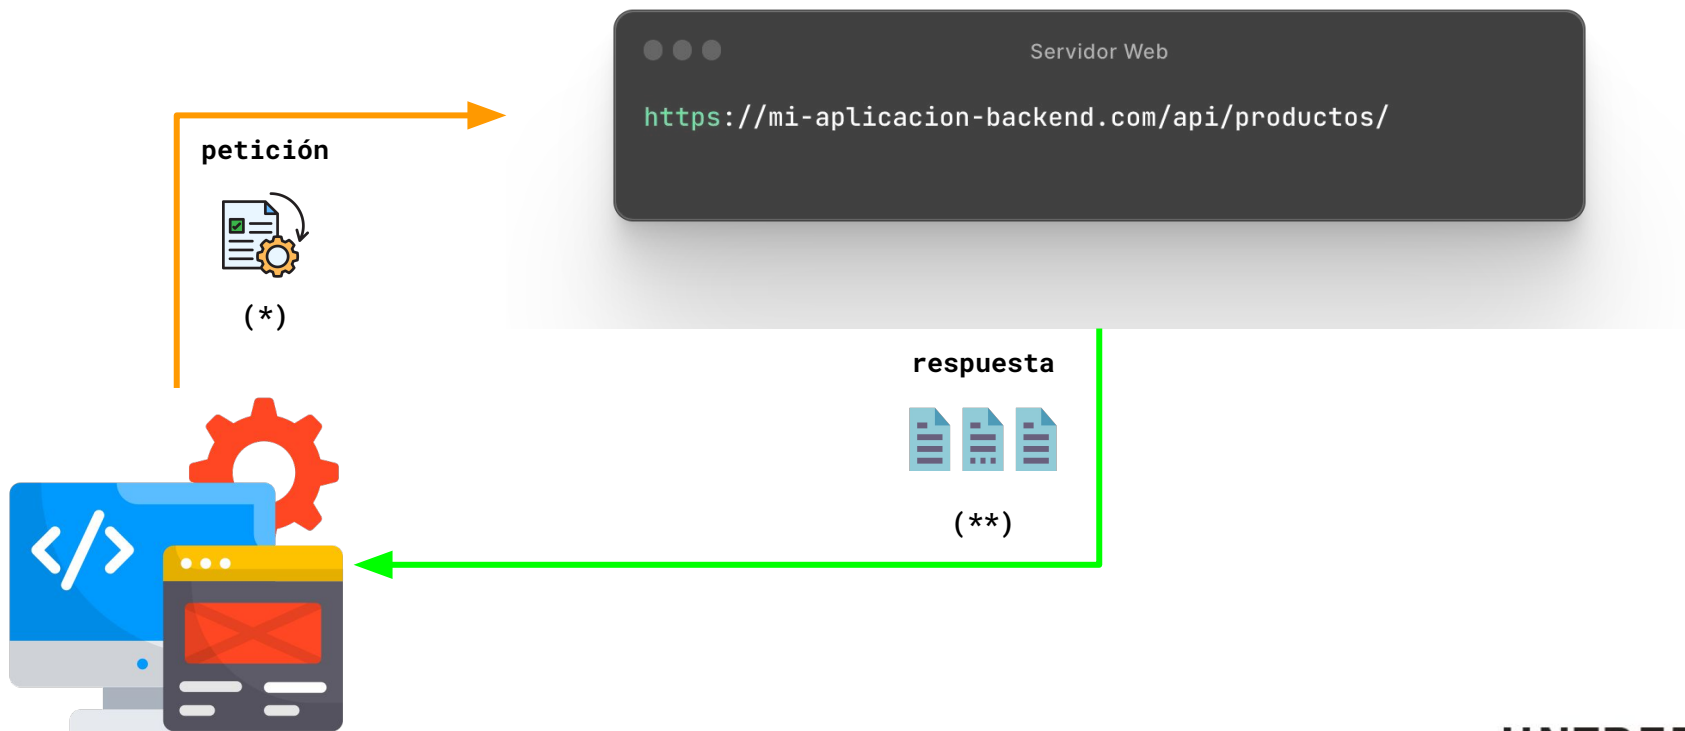 Servidor Web
https://mi-aplicacion-backend.com/api/productos/
petición
(*)
respuesta
(**)
</>